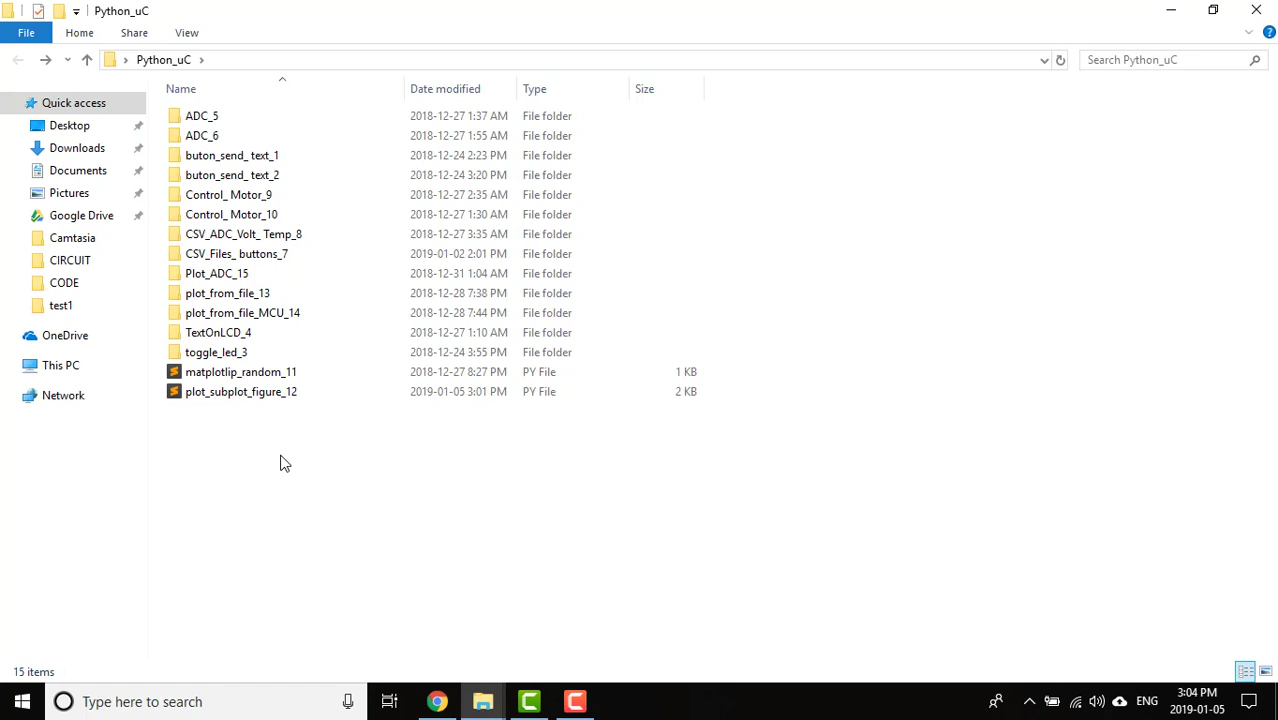 Python_uC
File Home Share View
Python_uC Search Python_uC
Name Date modified Type Size
Quick access
Desktop
Downloads
Documents
Pictures
Google Drive
Camtasia
CIRCUIT
CODE
test1
OneDrive
This PC
Network
ADC_5 2018-12-27 1:37 AM File folder
ADC_6 2018-12-27 1:55 AM File folder
buton_send_ text_1 2018-12-24 2:23 PM File folder
buton_send_ text_2 2018-12-24 3:20 PM File folder
Control_ Motor_9 2018-12-27 2:35 AM File folder
Control_ Motor_10 2018-12-27 1:30 AM File folder
CSV_ADC_Volt_ Temp_8 2018-12-27 3:35 AM File folder
CSV_Files_ buttons_7 2019-01-02 2:01 PM File folder
Plot_ADC_15 2018-12-31 1:04 AM File folder
plot_from_file_13 2018-12-28 7:38 PM File folder
plot_from_file_MCU_14 2018-12-28 7:44 PM File folder
TextOnLCD_4 2018-12-27 1:10 AM File folder
toggle_led_3 2018-12-24 3:55 PM File folder
matplotlip_random_11 2018-12-27 8:27 PM PY File 1 KB
plot_subplot_figure_12 2019-01-05 3:01 PM PY File 2 KB
15 items
Type here to search
ENG
3:04 PM
2019-01-05